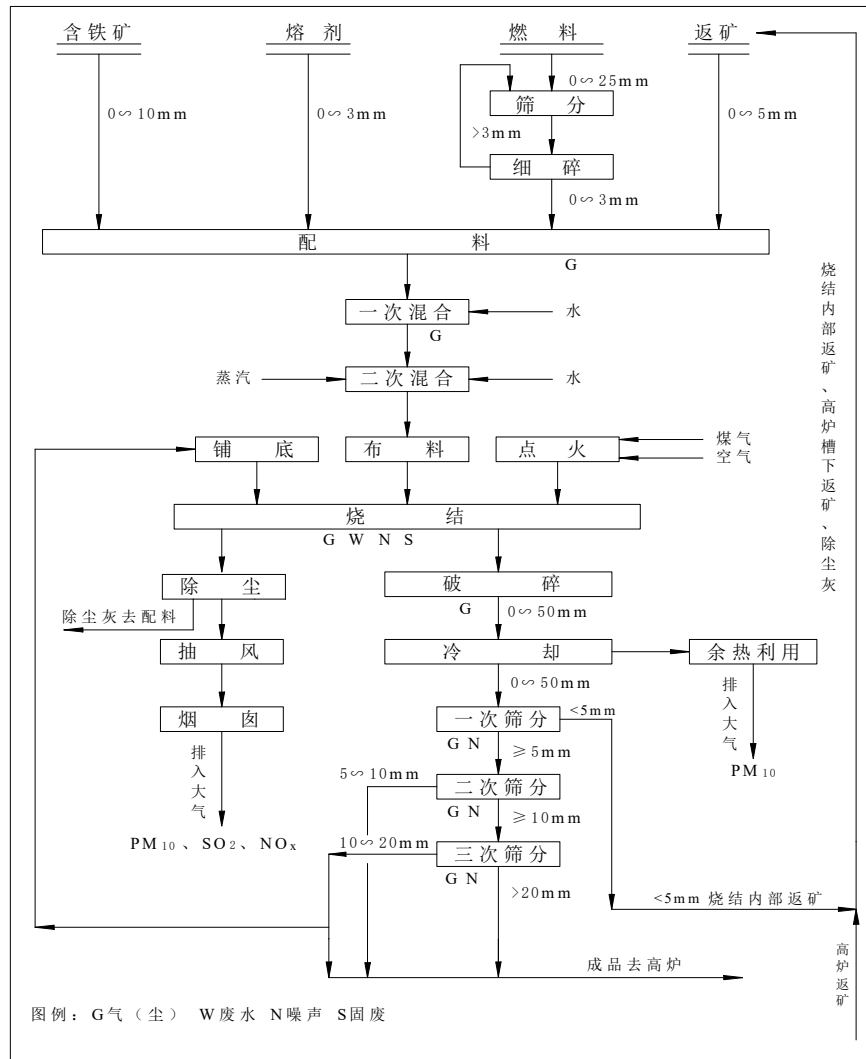 含铁矿 熔 剂 燃 料 返矿
0∽25mm
0∽10mm 0∽3mm 筛 分 0∽5mm
>3mm
细 碎
0∽3mm
配 料
G
一次混合 水
G
蒸汽 二次混合 水
铺 底 布 料 点 火 煤气
空气
烧 结
G W N S
除 尘 破 碎
除尘灰去配料 G 0∽50mm
抽 风 冷 却 余热利用
0∽50mm
烟 囱 一次筛分 <5mm
排入大气
GN ≥5mm
排入大气
PM10
5∽10mm 二次筛分
GN ≥10mm
PM10、SO2、NOx 10∽20mm 三次筛分
GN >20mm
<5mm 烧结内部返矿
成品去高炉
烧结内部返矿、高炉槽下返矿、除尘灰
高炉返矿
图例：G气（尘） W废水 N噪声 S固废